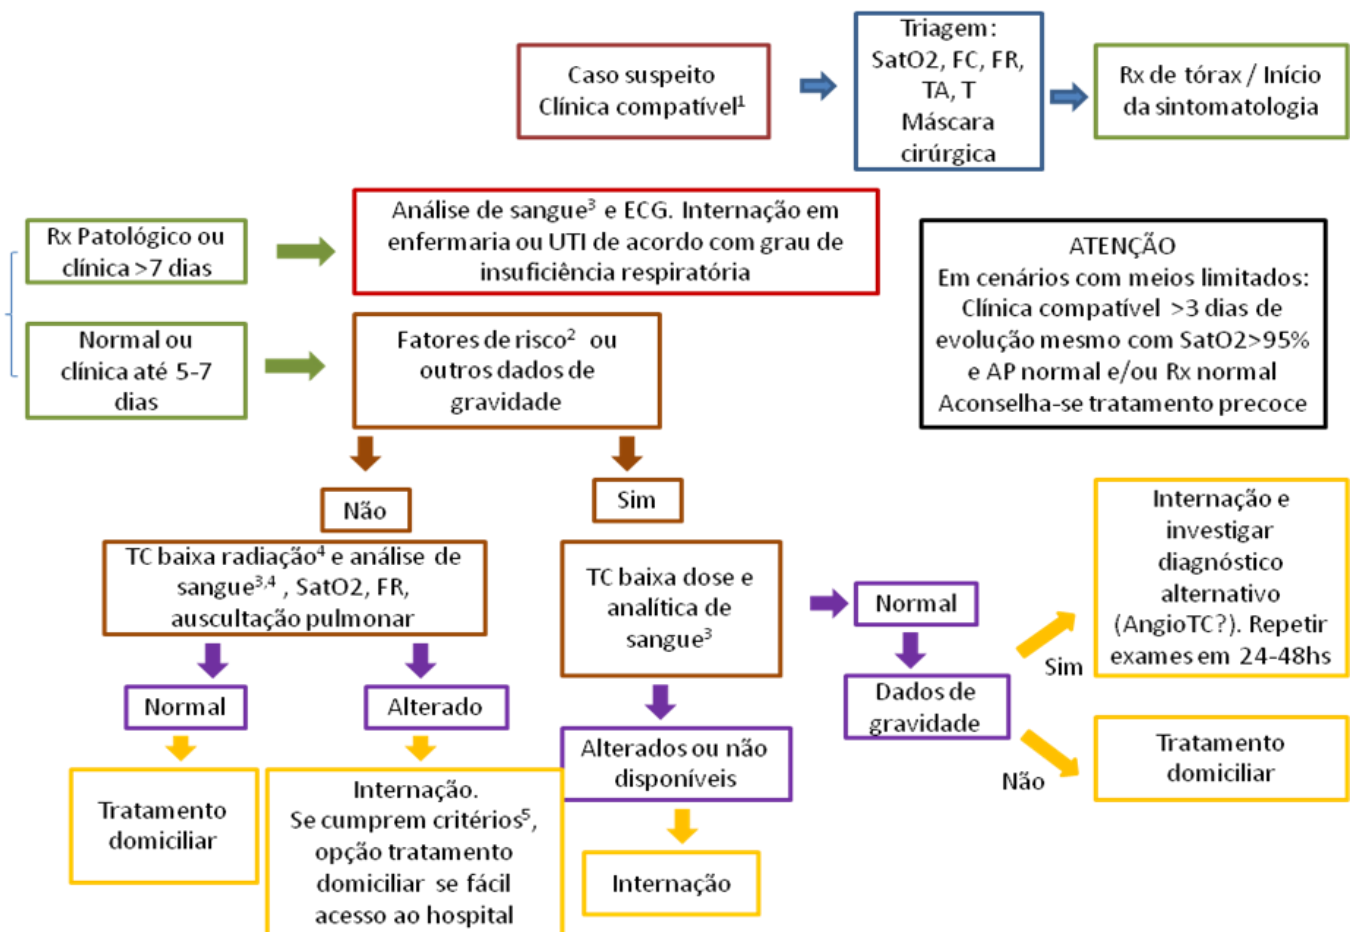 Caso suspeito
Clínica compatível¹
Triagem:
SatO2, FC, FR,
TA, T
Máscara
cirúrgica
Rx de tórax / Início
da sintomatologia
Rx Patológico ou
clínica >7 dias
Análise de sangue³ e ECG. Internação em
enfermaria ou UTI de acordo com grau de
insuficiência respiratória
ATENÇÃO
Em cenários com meios limitados:
Clínica compatível >3 dias de
evolução mesmo com SatO2>95%
e AP normal e/ou Rx normal
Aconselha-se tratamento precoce
Normal ou
clínica até 5-7
dias
Fatores de risco² ou
outros dados de
gravidade
Não
Sim
TC baixa radiação⁴ e análise de
sangue³,⁴ , SatO2, FR,
auscultação pulmonar
TC baixa dose e
analítica de
sangue³
Normal
Dados de
gravidade
Sim
Não
Internação e
investigar
diagnóstico
alternativo
(AngioTC?). Repetir
exames em 24-48hs
Tratamento
domiciliar
Normal
Alterado
Alterados ou não
disponíveis
Tratamento
domiciliar
Internação.
Se cumprem critérios⁵,
opção tratamento
domiciliar se fácil
acesso ao hospital
Internação